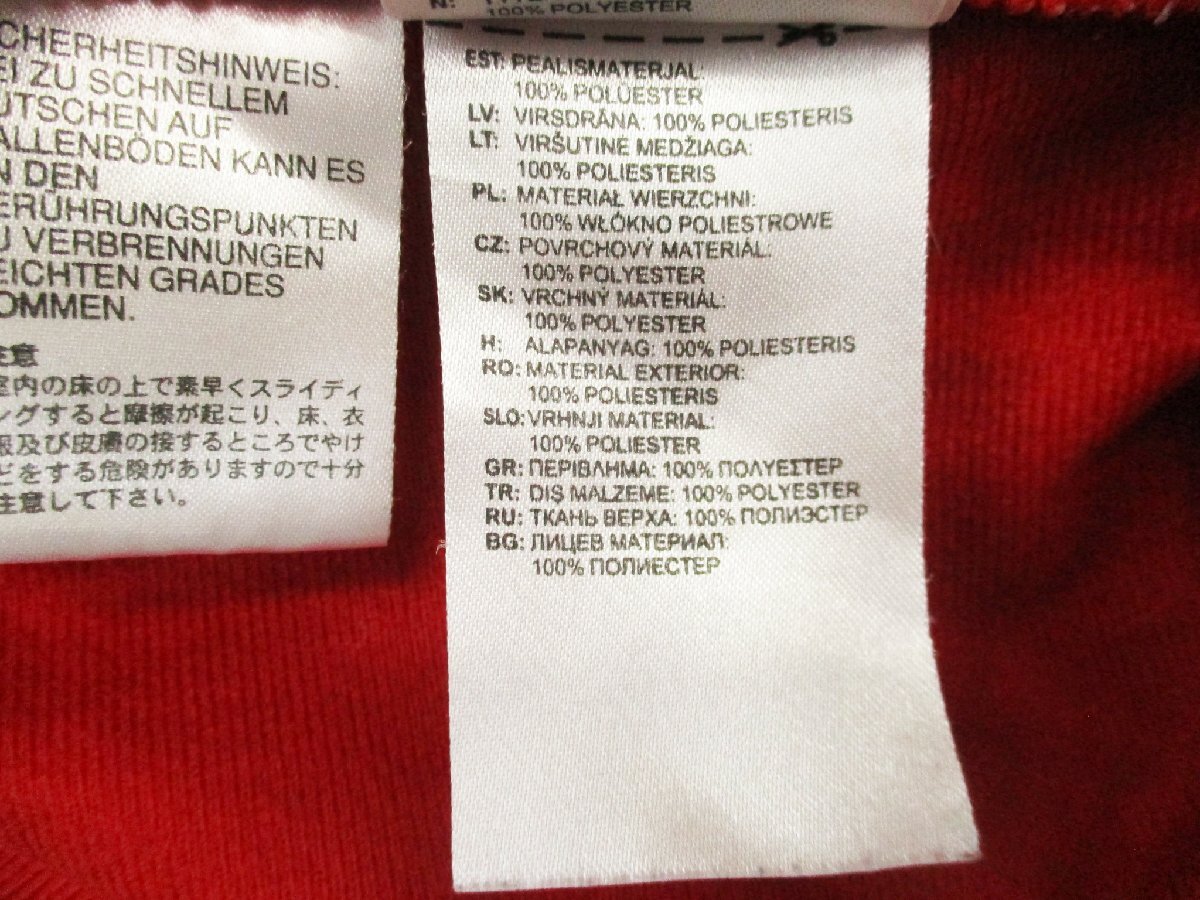 CHERHEITSHINWEIS:
EI ZU SCHNELLEM
UTSCHEN AUF
ALLENBÖDEN KANN ES
N DEN
ERÜHRUNGSPUNKTEN
U VERBRENNUNGEN
EICHTEN GRADES
OMMEN.
注意
室内の床の上で素早くスライディ
ングすると摩擦が起こり、床、衣
服及び皮膚の接するところでやけ
どをする危険がありますので十分
注意して下さい。
N:
100% POLYESTER
EST: PEALISMATERJAL:
100% POLÜESTER
LV: VIRSDRĀNA: 100% POLIESTERIS
LT: VIRŠUTINE MEDŽIAGA:
100% POLIESTERIS
PL: MATERIAŁ WIERZCHNI:
100% WŁÓKNO POLIESTROWE
CZ: POVRCHOVÝ MATERIÁL:
100% POLYESTER
SK: VRCHNÝ MATERIÁL:
100% POLYESTER
H: ALAPANYAG: 100% POLIESTERIS
RO: MATERIAL EXTERIOR:
100% POLIESTERIS
SLO: VRHNJI MATERIAL:
100% POLIESTER
GR: ΠΕΡΙΒΛΗΜΑ: 100% ΠΟΛΥΕΣΤΕΡ
TR: DIŞ MALZEME: 100% POLYESTER
RU: ТКАНЬ ВЕРХА: 100% ПОЛИЭСТЕР
BG: ЛИЦЕВ МАТЕРИАЛ:
100% ПОЛИЕСТЕР